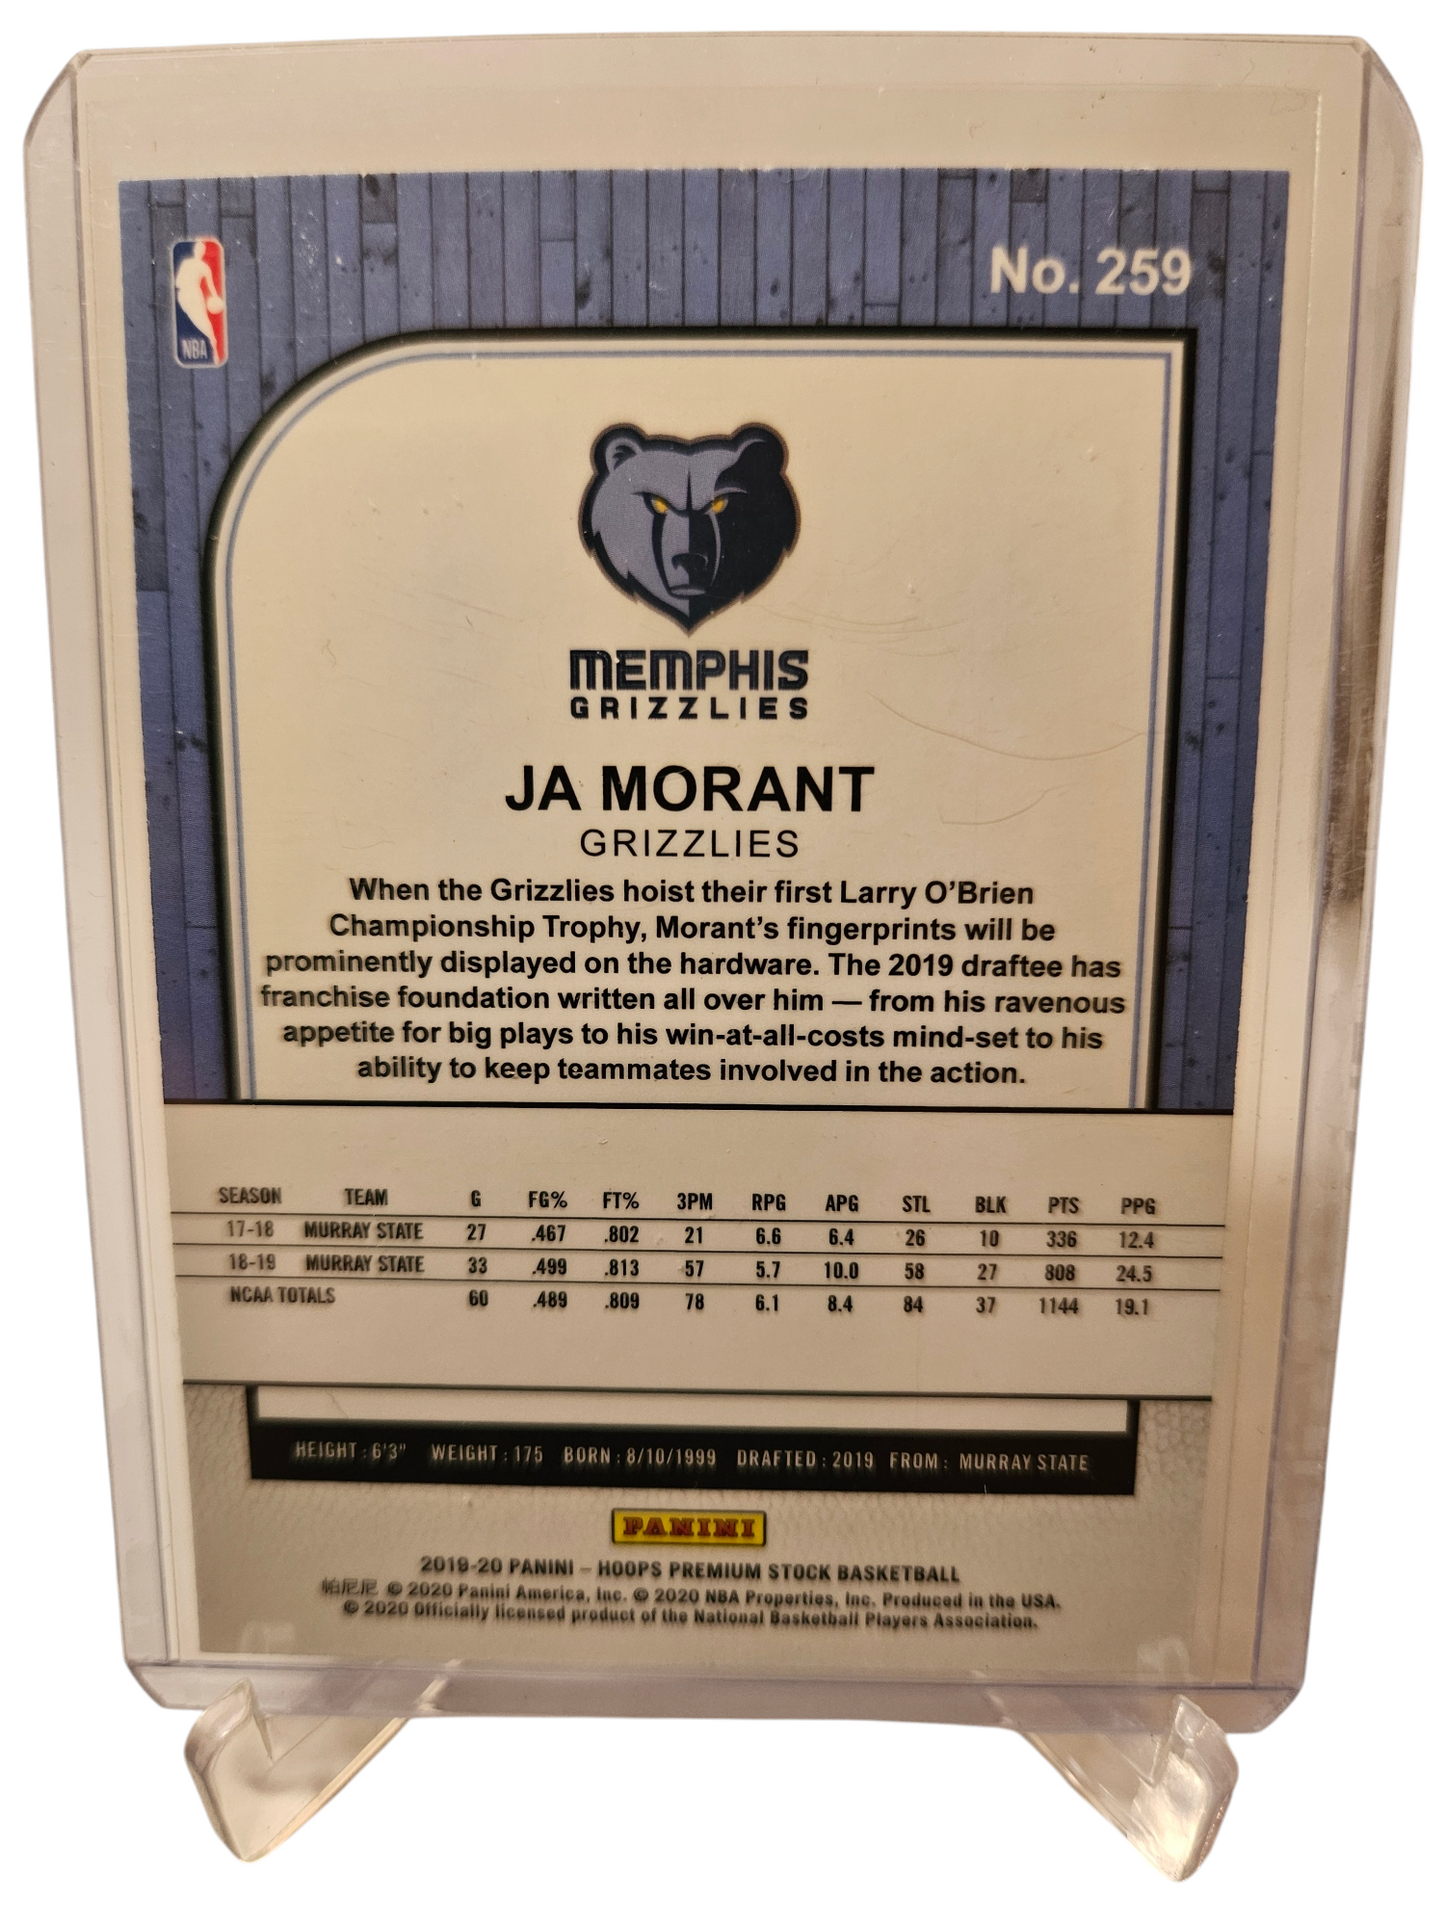 No. 259
NBA
MEMPHIS
GRIZZLIES
JA MORANT
GRIZZLIES
When the Grizzlies hoist their first Larry O'Brien
Championship Trophy, Morant's fingerprints will be
prominently displayed on the hardware. The 2019 draftee has
franchise foundation written all over him — from his ravenous
appetite for big plays to his win-at-all-costs mind-set to his
ability to keep teammates involved in the action.
SEASON TEAM G FG% FT% 3PM RPG APG STL BLK PTS PPG
17-18 MURRAY STATE 27 .467 .802 21 6.6 6.4 26 10 336 12.4
18-19 MURRAY STATE 33 .499 .813 57 5.7 10.0 58 27 808 24.5
NCAA TOTALS 60 .489 .809 78 6.1 8.4 84 37 1144 19.1
HEIGHT : 6'3" WEIGHT : 175 BORN : 8/10/1999 DRAFTED : 2019 FROM : MURRAY STATE
PANINI
2019-20 PANINI – HOOPS PREMIUM STOCK BASKETBALL
帕尼尼 © 2020 Panini America, Inc. © 2020 NBA Properties, Inc. Produced in the USA.
© 2020 Officially licensed product of the National Basketball Players Association.